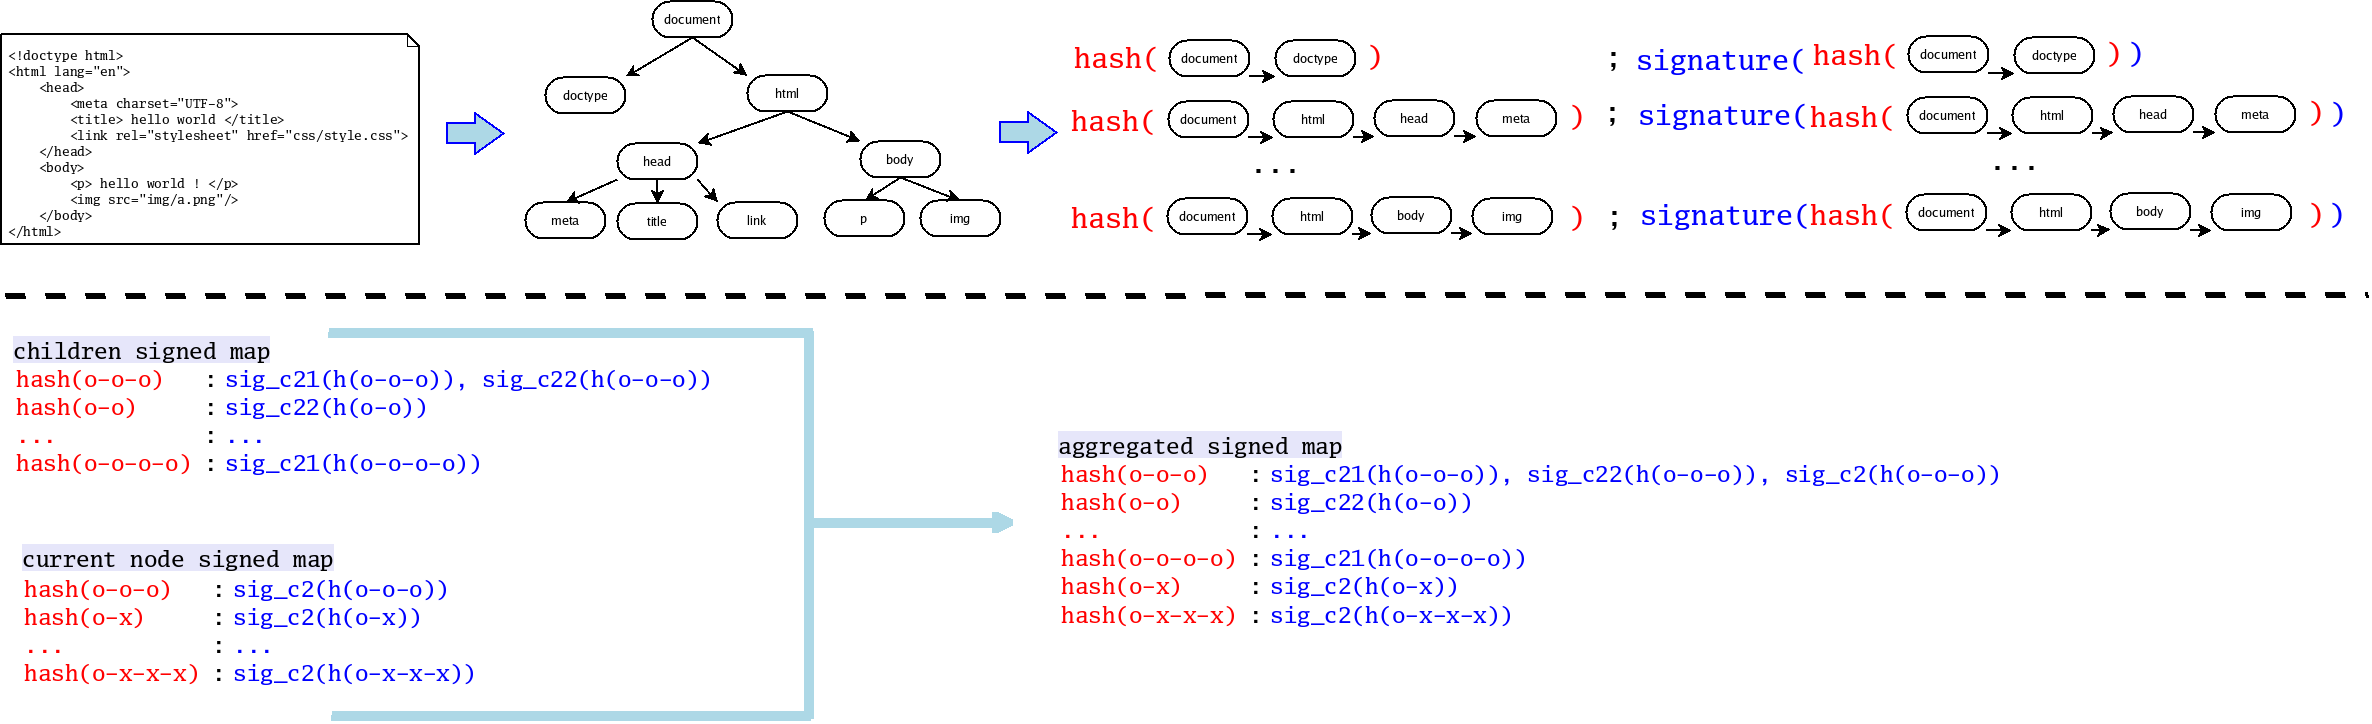 <!doctype html>
<html lang="en">
<head>
<meta charset="UTF-8">
<title> hello world </title>
<link rel="stylesheet" href="css/style.css">
</head>
<body>
<p> hello world ! </p>
<img src="img/a.png"/>
</body>
</html>
document
doctype
html
head
body
meta
title
link
p
img
hash( document doctype ) ; signature( hash( document doctype ) )
hash( document html head meta ) ; signature( hash( document html head meta ) )
... ...
hash( document html body img ) ; signature( hash( document html body img ) )
children signed map
hash(o-o-o) : sig_c21(h(o-o-o)), sig_c22(h(o-o-o))
hash(o-o) : sig_c22(h(o-o))
... : ...
hash(o-o-o-o) : sig_c21(h(o-o-o-o))
current node signed map
hash(o-o-o) : sig_c2(h(o-o-o))
hash(o-x) : sig_c2(h(o-x))
... : ...
hash(o-x-x-x) : sig_c2(h(o-x-x-x))
aggregated signed map
hash(o-o-o) : sig_c21(h(o-o-o)), sig_c22(h(o-o-o)), sig_c2(h(o-o-o))
hash(o-o) : sig_c22(h(o-o))
... : ...
hash(o-o-o-o) : sig_c21(h(o-o-o-o))
hash(o-x) : sig_c2(h(o-x))
hash(o-x-x-x) : sig_c2(h(o-x-x-x))